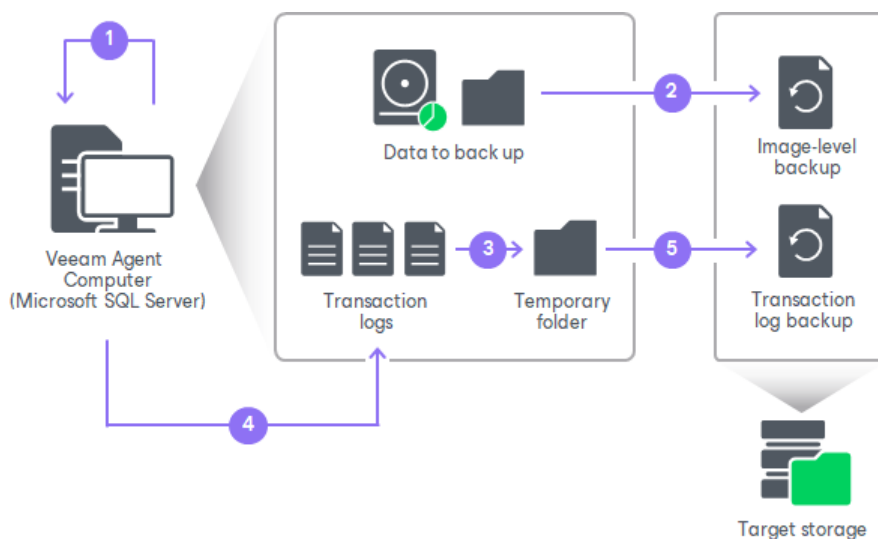 1
2
Data to back up
Image-level
backup
Veeam Agent
Computer
(Microsoft SQL Server)
3
5
Transaction
logs
Temporary
folder
Transaction
log backup
4
Target storage